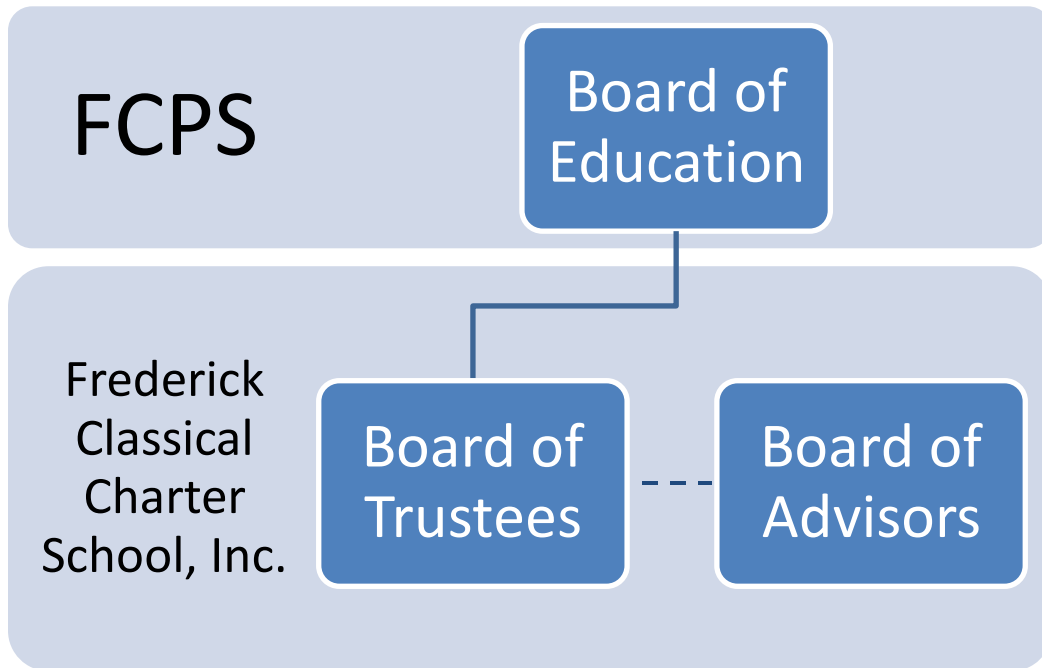 FCPS
Board of
Education
Frederick
Classical
Charter
School, Inc.
Board of
Trustees
Board of
Advisors